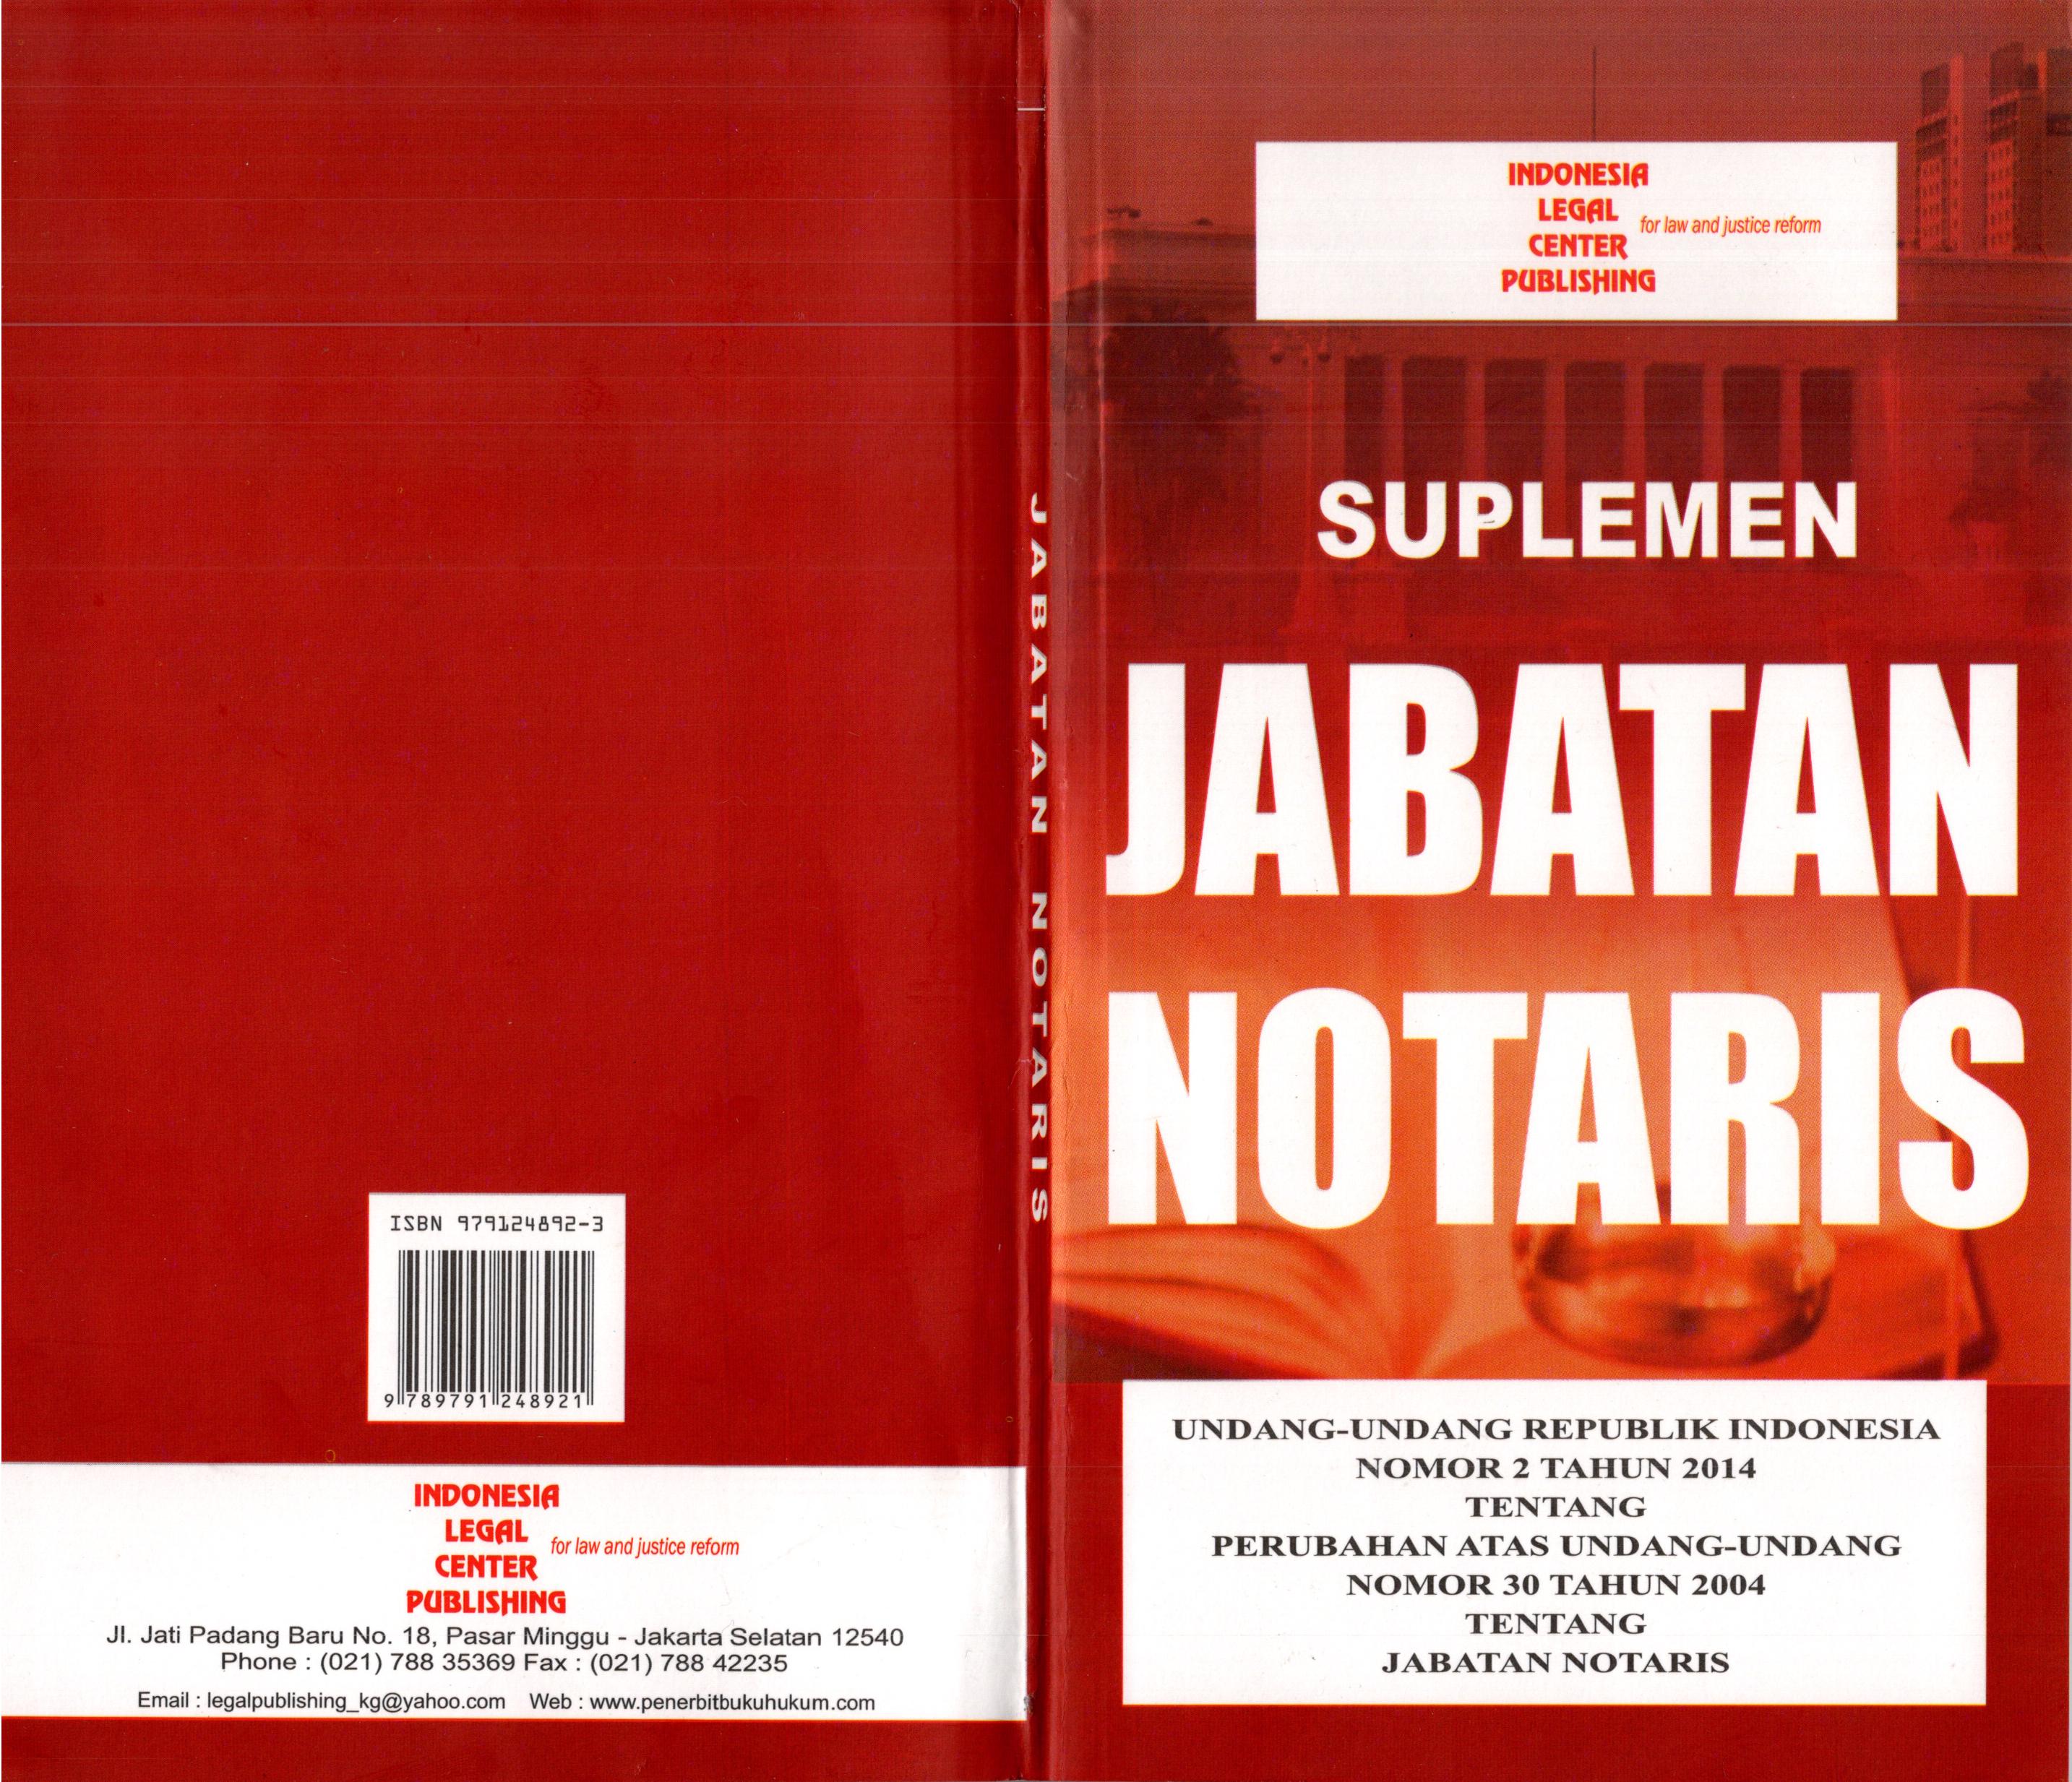 INDONESIA
LEGAL
for law and justice reform
CENTER
PUBLISHING
SUPLEMEN
JABATAN
NOTARIS
UNDANG-UNDANG REPUBLIK INDONESIA
NOMOR 2 TAHUN 2014
TENTANG
PERUBAHAN ATAS UNDANG-UNDANG
NOMOR 30 TAHUN 2004
TENTANG
JABATAN NOTARIS
JABATAN NOTARIS
ISBN 979124892-3
9 789791 248921
INDONESIA
LEGAL
for law and justice reform
CENTER
PUBLISHING
Jl. Jati Padang Baru No. 18, Pasar Minggu - Jakarta Selatan 12540
Phone : (021) 788 35369 Fax : (021) 788 42235
Email : legalpublishing_kg@yahoo.com Web : www.penerbitbukuhukum.com